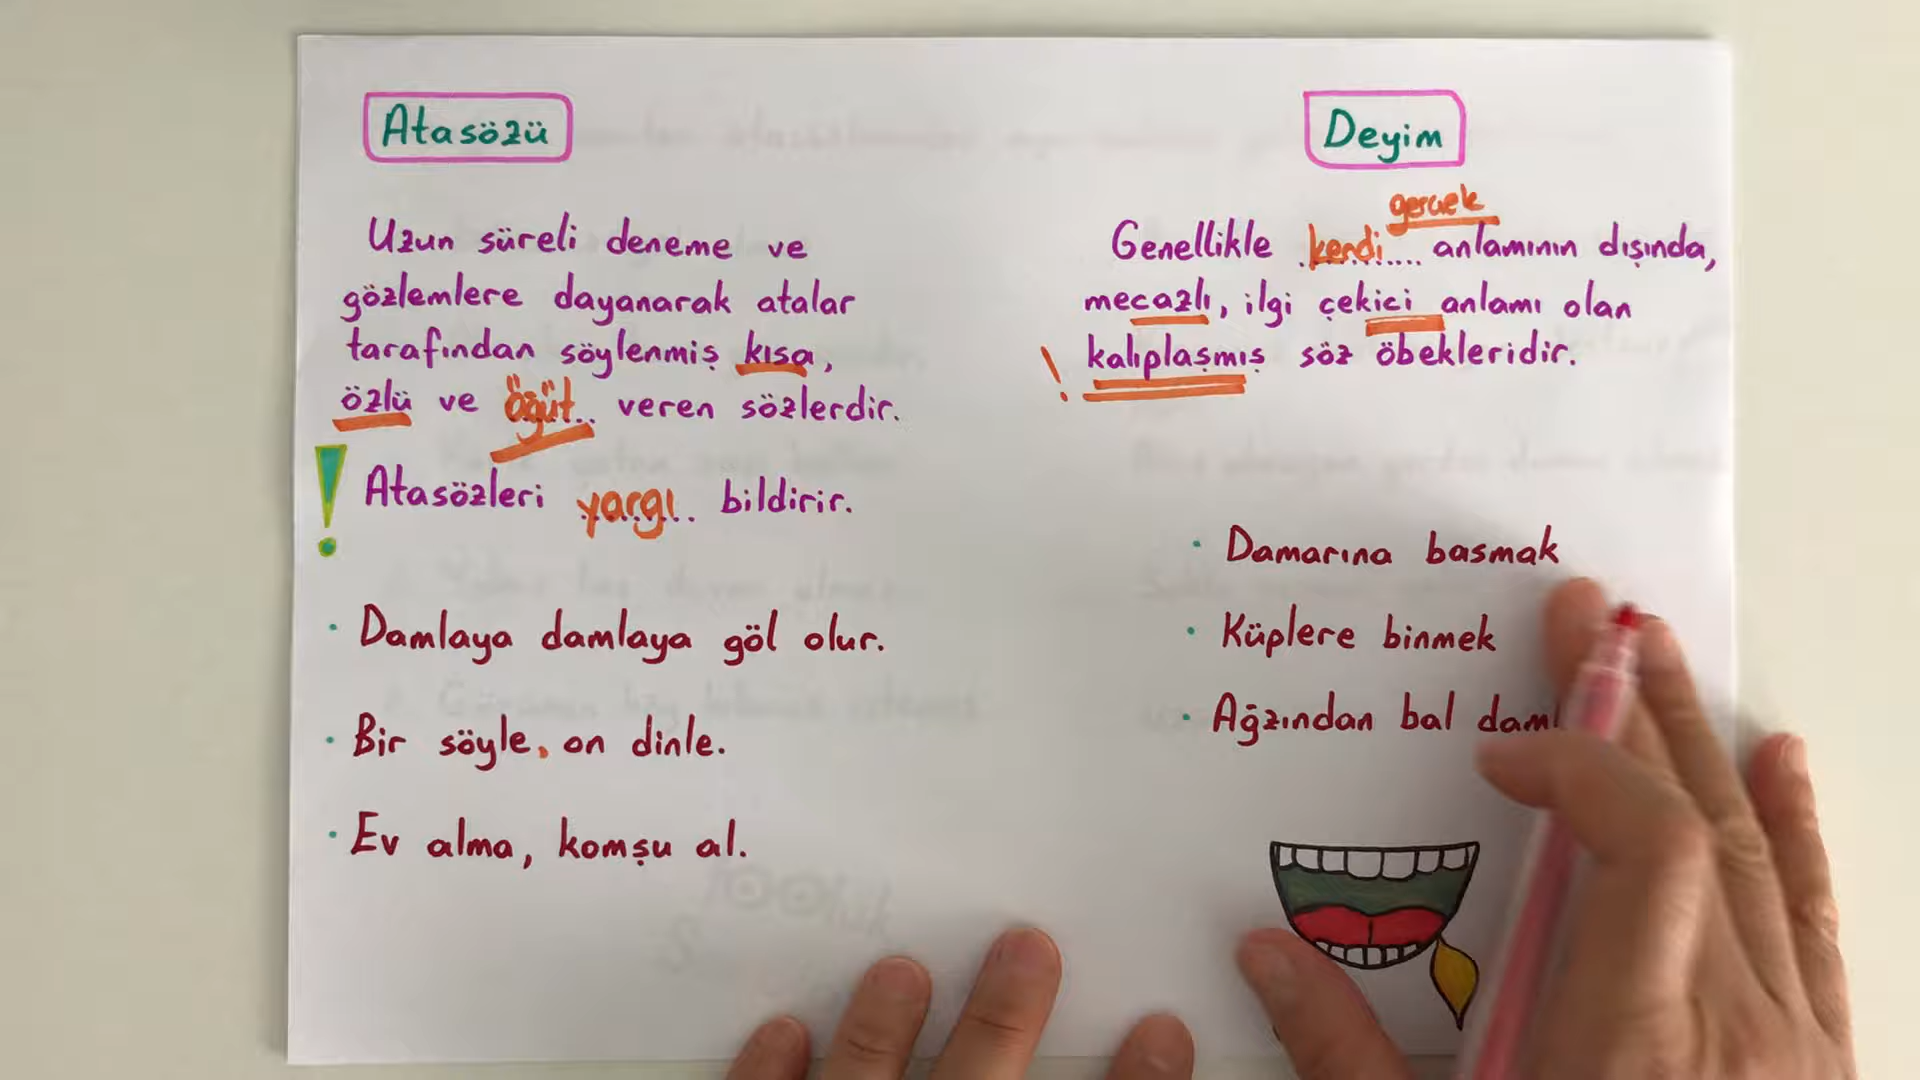 Atasözü
Uzun süreli deneme ve
gözlemlere dayanarak atalar
tarafından söylenmiş kısa,
özlü ve öğüt.. veren sözlerdir.
Atasözleri yargı.. bildirir.
· Damlaya damlaya göl olur.
· Bir söyle, on dinle.
· Ev alma, komşu al.
Deyim
gerçek
Genellikle kendi.... anlamının dışında,
mecazlı, ilgi çekici anlamı olan
! kalıplaşmış söz öbekleridir.
· Damarına basmak
· Küplere binmek
· Ağzından bal